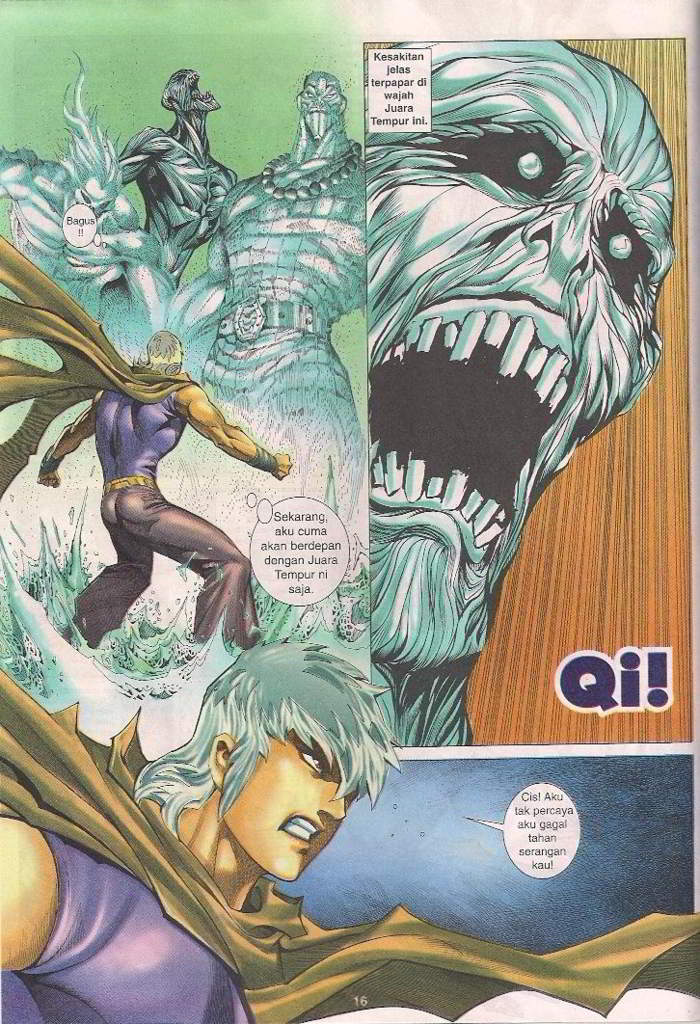 Bagus
!!
Sekarang,
aku cuma
akan berdepan
dengan Juara
Tempur ni
saja.
Kesakitan
jelas
terpapar di
wajah
Juara
Tempur ini.
Qi!
Cis! Aku
tak percaya
aku gagal
tahan
serangan
kau!
16